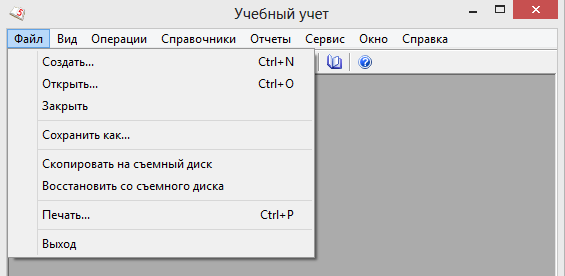 Учебный учет
Файл Вид Операции Справочники Отчеты Сервис Окно Справка
Создать... Ctrl+N
Открыть... Ctrl+O
Закрыть
Сохранить как...
Скопировать на съемный диск
Восстановить со съемного диска
Печать... Ctrl+P
Выход